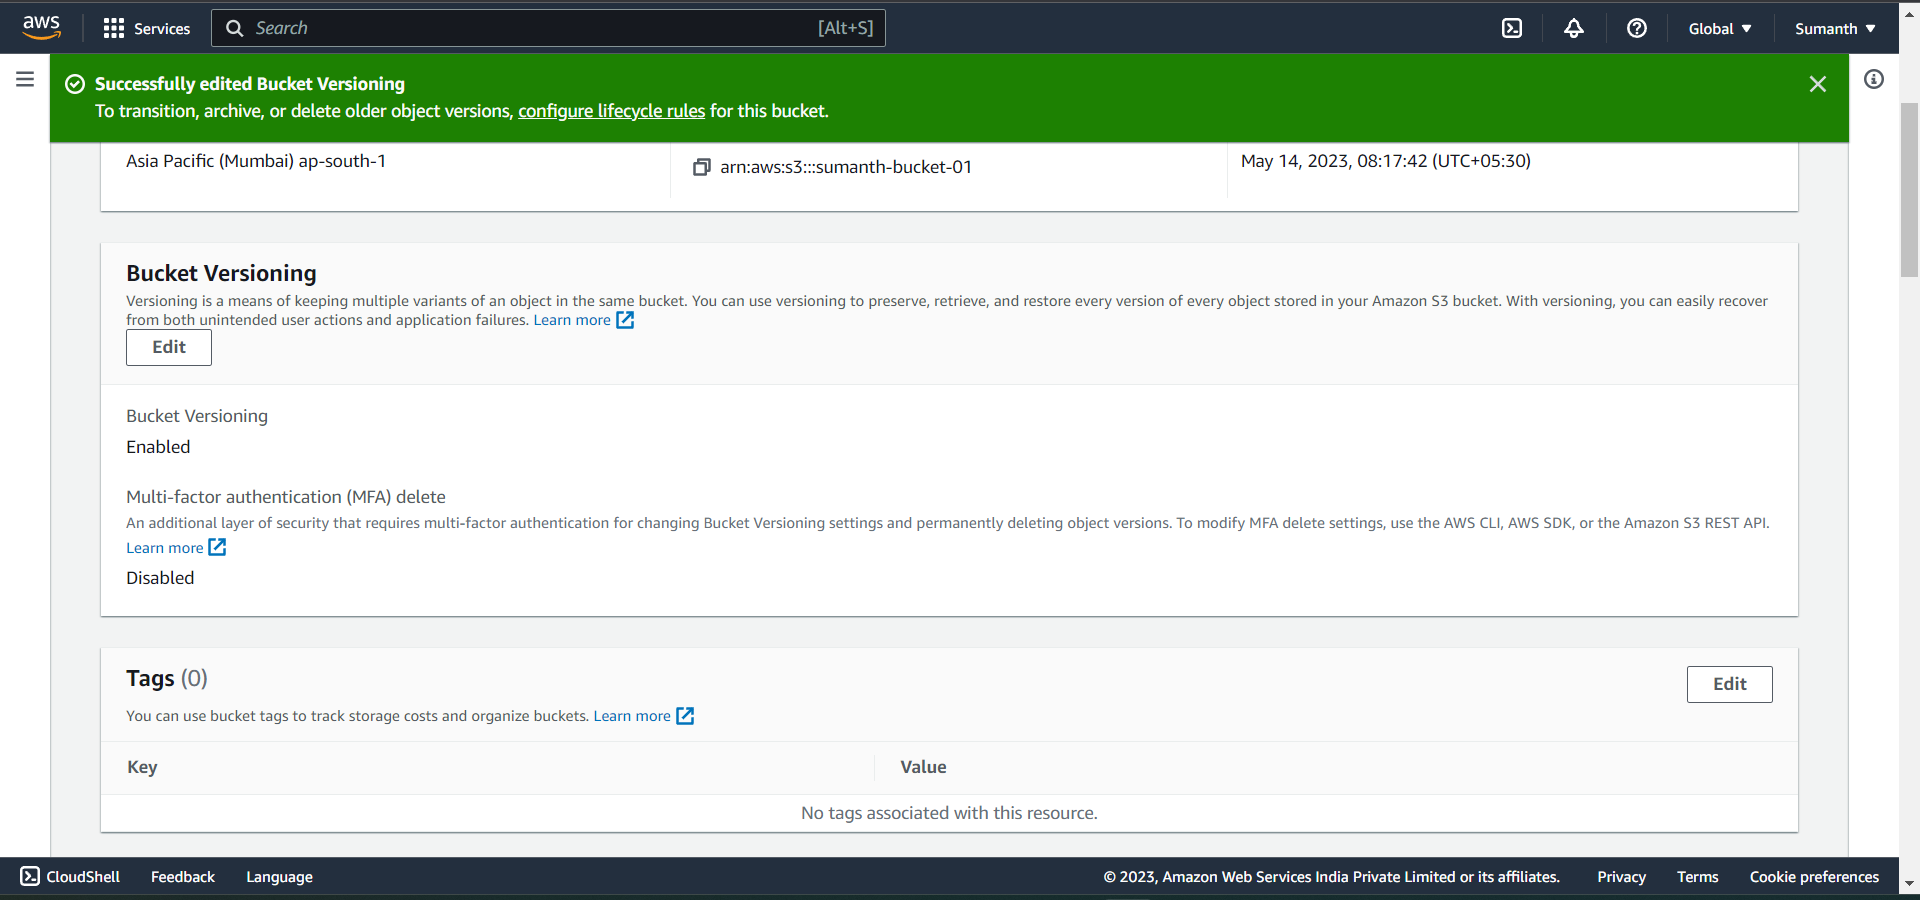 aws
Services
Search
[Alt+S]
Global
Sumanth
Successfully edited Bucket Versioning
To transition, archive, or delete older object versions, configure lifecycle rules for this bucket.
Asia Pacific (Mumbai) ap-south-1
arn:aws:s3:::sumanth-bucket-01
May 14, 2023, 08:17:42 (UTC+05:30)
Bucket Versioning
Versioning is a means of keeping multiple variants of an object in the same bucket. You can use versioning to preserve, retrieve, and restore every version of every object stored in your Amazon S3 bucket. With versioning, you can easily recover
from both unintended user actions and application failures. Learn more
Edit
Bucket Versioning
Enabled
Multi-factor authentication (MFA) delete
An additional layer of security that requires multi-factor authentication for changing Bucket Versioning settings and permanently deleting object versions. To modify MFA delete settings, use the AWS CLI, AWS SDK, or the Amazon S3 REST API.
Learn more
Disabled
Tags (0)
Edit
You can use bucket tags to track storage costs and organize buckets. Learn more
Key
Value
No tags associated with this resource.
CloudShell
Feedback
Language
© 2023, Amazon Web Services India Private Limited or its affiliates.
Privacy
Terms
Cookie preferences